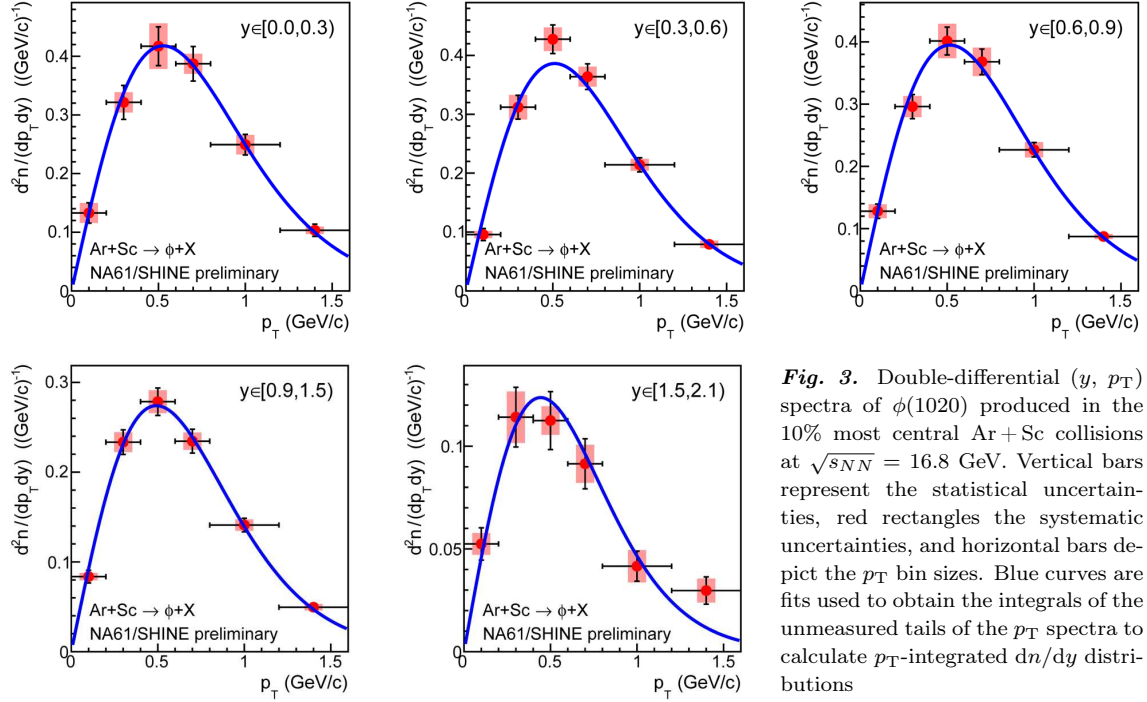 d²n/(dp_T dy) ((GeV/c)⁻¹)
y∈[0.0,0.3)
0.4
0.3
0.2
0.1
0
Ar+Sc → ϕ+X
NA61/SHINE preliminary
0 0.5 1 1.5
p_T (GeV/c)
d²n/(dp_T dy) ((GeV/c)⁻¹)
y∈[0.3,0.6)
0.4
0.3
0.2
0.1
0
Ar+Sc → ϕ+X
NA61/SHINE preliminary
0 0.5 1 1.5
p_T (GeV/c)
d²n/(dp_T dy) ((GeV/c)⁻¹)
y∈[0.6,0.9)
0.4
0.3
0.2
0.1
0
Ar+Sc → ϕ+X
NA61/SHINE preliminary
0 0.5 1 1.5
p_T (GeV/c)
d²n/(dp_T dy) ((GeV/c)⁻¹)
y∈[0.9,1.5)
0.3
0.2
0.1
0
Ar+Sc → ϕ+X
NA61/SHINE preliminary
0 0.5 1 1.5
p_T (GeV/c)
d²n/(dp_T dy) ((GeV/c)⁻¹)
y∈[1.5,2.1)
0.1
0.05
0
Ar+Sc → ϕ+X
NA61/SHINE preliminary
0 0.5 1 1.5
p_T (GeV/c)
Fig. 3. Double-differential (y, p_T)
spectra of ϕ(1020) produced in the
10% most central Ar + Sc collisions
at √s_NN = 16.8 GeV. Vertical bars
represent the statistical uncertain-
ties, red rectangles the systematic
uncertainties, and horizontal bars de-
pict the p_T bin sizes. Blue curves are
fits used to obtain the integrals of the
unmeasured tails of the p_T spectra to
calculate p_T-integrated dn/dy distri-
butions